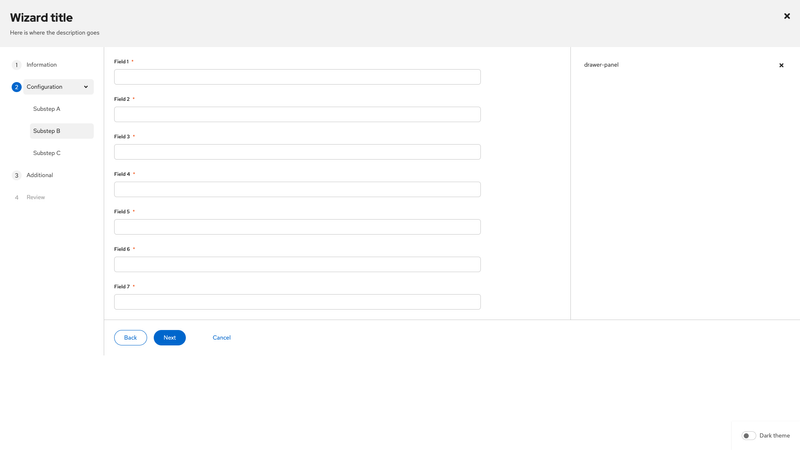 Wizard title
Here is where the description goes
1 Information
2 Configuration
Substep A
Substep B
Substep C
3 Additional
4 Review
Field 1 *
Field 2 *
Field 3 *
Field 4 *
Field 5 *
Field 6 *
Field 7 *
drawer-panel
Back
Next
Cancel
Dark theme